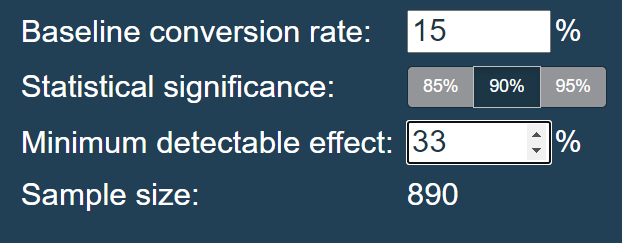 Baseline conversion rate: 15 %
Statistical significance: 85% 90% 95%
Minimum detectable effect: 33 %
Sample size: 890